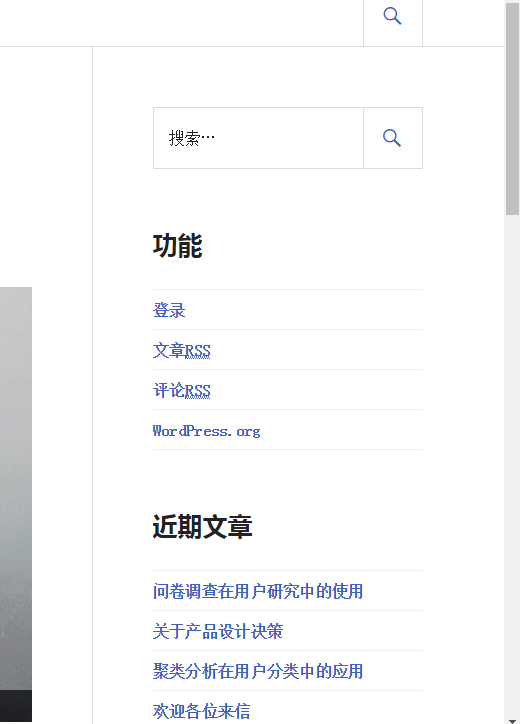 搜索…
功能
登录
文章RSS
评论RSS
WordPress.org
近期文章
问卷调查在用户研究中的使用
关于产品设计决策
聚类分析在用户分类中的应用
欢迎各位来信